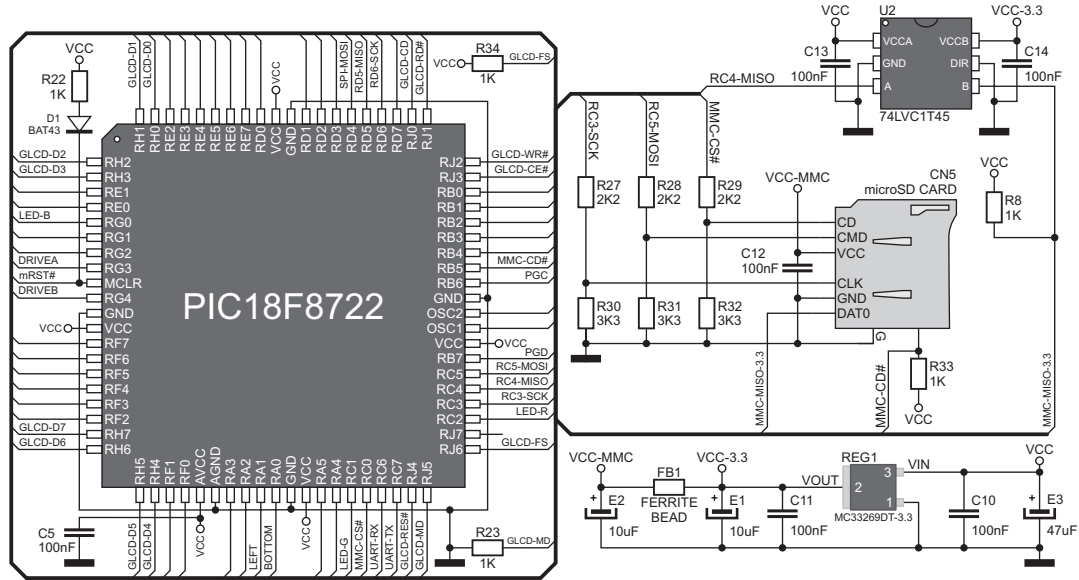 VCC
R22
1K
D1
BAT43
GLCD-D1
GLCD-D0
VCC
SPI-MOSI
RD5-MISO
RD6-SCK
GLCD-CD
GLCD-RD#
R34
VCC
GLCD-FS
1K
RH1
RH0
RE2
RE3
RE4
RE5
RE6
RE7
RD0
VCC
GND
RD1
RD2
RD3
RD4
RD5
RD6
RD7
RJ0
RJ1
GLCD-D2
RH2
GLCD-D3
RH3
RE1
RE0
LED-B
RG0
RG1
RG2
DRIVEA
RG3
mRST#
MCLR
DRIVEB
RG4
GND
VCC
VCC
RF7
RF6
RF5
RF4
RF3
RF2
GLCD-D7
RH7
GLCD-D6
RH6
PIC18F8722
RJ2
GLCD-WR#
RJ3
GLCD-CE#
RB0
RB1
RB2
RB3
RB4
RB5
MMC-CD#
RB6
PGC
GND
OSC2
OSC1
VCC
VCC
RB7
PGD
RC5
RC5-MOSI
RC4
RC4-MISO
RC3
RC3-SCK
RC2
LED-R
RJ7
RJ6
GLCD-FS
RH5
RH4
RF1
RF0
AVCC
AGND
RA3
RA2
RA1
RA0
GND
VCC
RA5
RA4
RC1
RC0
RC6
RC7
RJ4
RJ5
C5
100nF
GLCD-D5
GLCD-D4
VCC
LEFT
BOTTOM
VCC
LED-G
MMC-CS#
UART-RX
UART-TX
GLCD-RES#
GLCD-MD
R23
1K
GLCD-MD
VCC
U2
VCC-3.3
C13
100nF
VCCA
VCCB
GND
DIR
A
B
C14
100nF
74LVC1T45
RC4-MISO
RC3-SCK
RC5-MOSI
MMC-CS#
R27
2K2
R28
2K2
R29
2K2
VCC-MMC
CN5
microSD CARD
VCC
R8
1K
C12
100nF
CD
CMD
VCC
CLK
GND
DAT0
G
R30
3K3
R31
3K3
R32
3K3
MMC-MISO-3.3
MMC-CD#
R33
1K
VCC
MMC-MISO-3.3
VCC-MMC
FB1
FERRITE
BEAD
VCC-3.3
VOUT
REG1
2
3
1
MC33269DT-3.3
VIN
VCC
E2
10uF
E1
10uF
C11
100nF
C10
100nF
E3
47uF
+
+
+